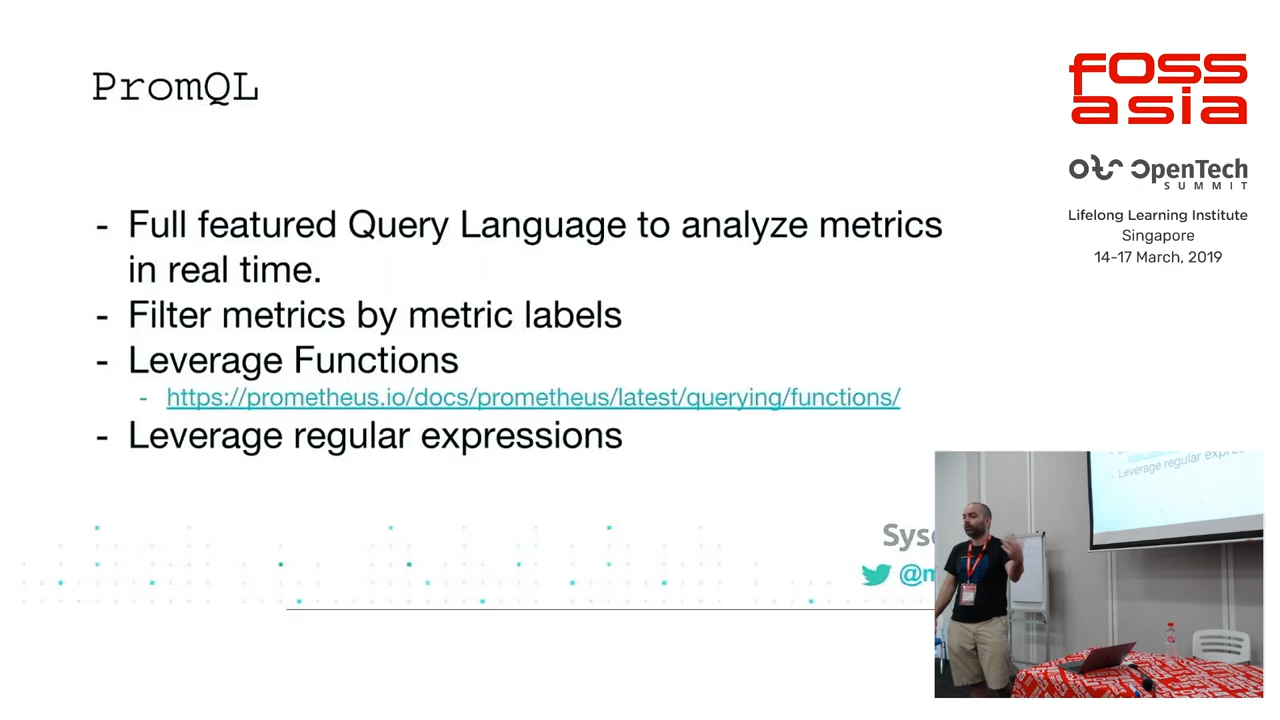 PromQL
- Full featured Query Language to analyze metrics
in real time.
- Filter metrics by metric labels
- Leverage Functions
- https://prometheus.io/docs/prometheus/latest/querying/functions/
- Leverage regular expressions
FOSS
ASIA
OpenTech
SUMMIT
Lifelong Learning Institute
Singapore
14-17 March, 2019
- Leverage regular